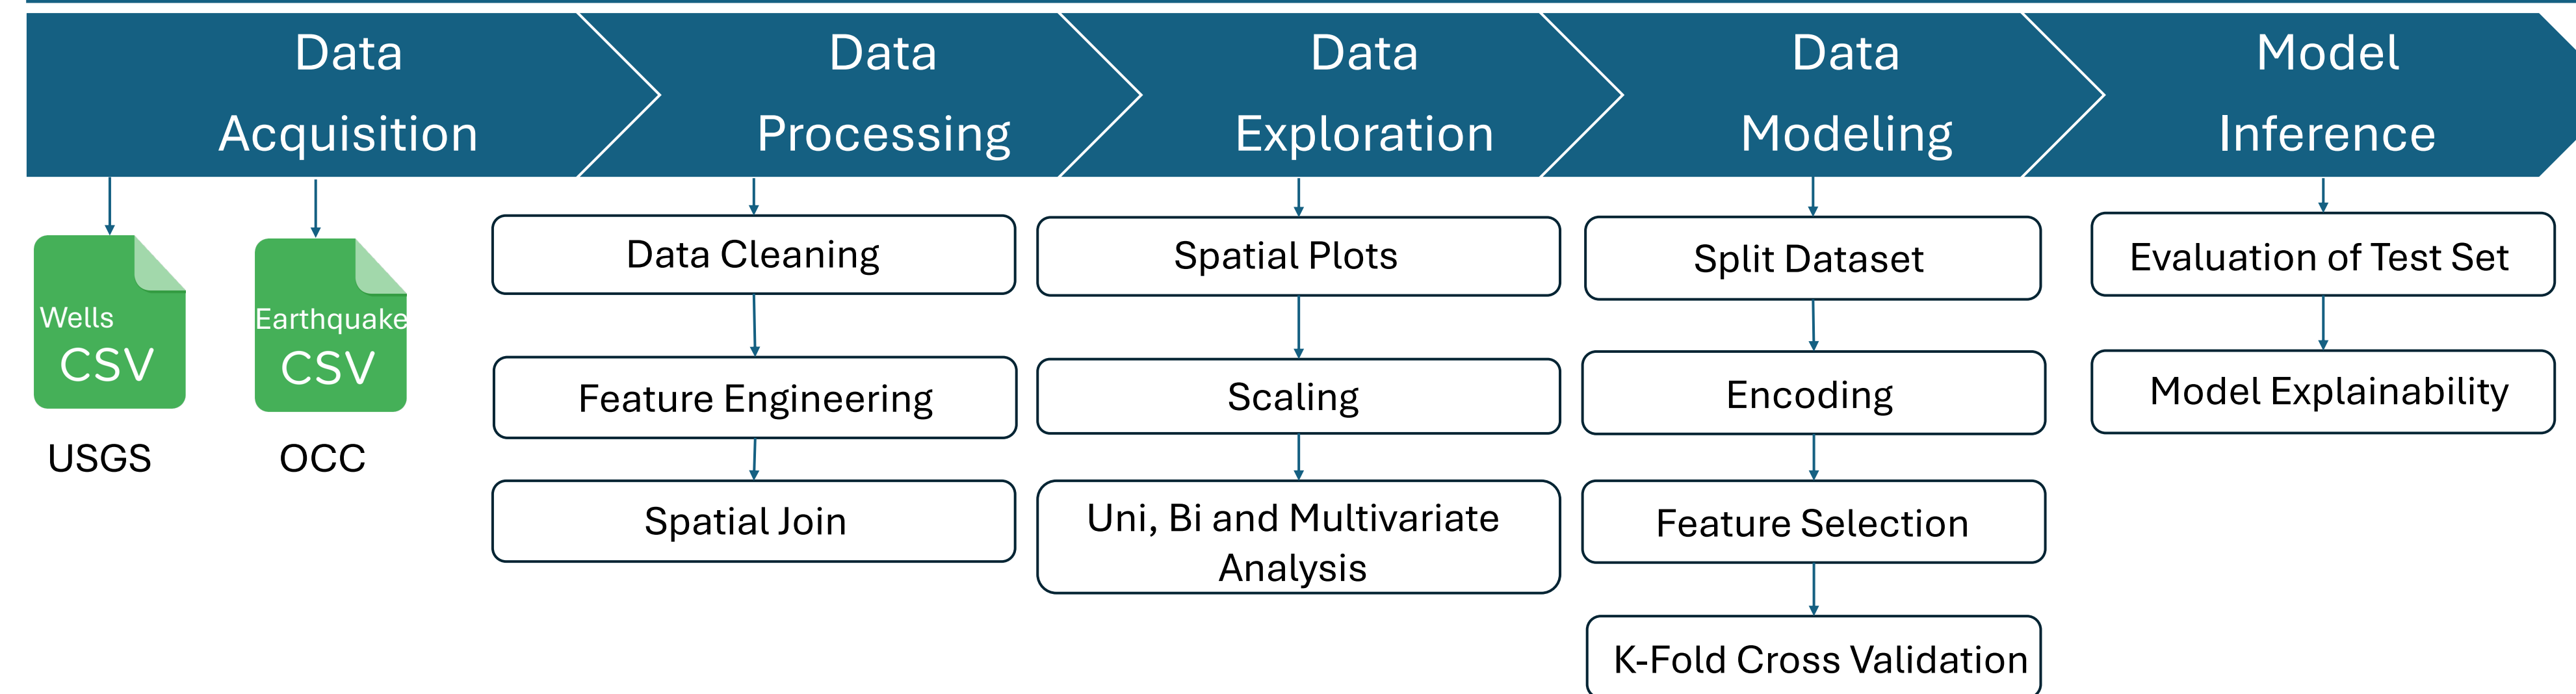 Data
Acquisition
Data
Processing
Data
Exploration
Data
Modeling
Model
Inference
Wells
CSV
USGS
Earthquake
CSV
OCC
Data Cleaning
Feature Engineering
Spatial Join
Spatial Plots
Scaling
Uni, Bi and Multivariate
Analysis
Split Dataset
Encoding
Feature Selection
K-Fold Cross Validation
Evaluation of Test Set
Model Explainability